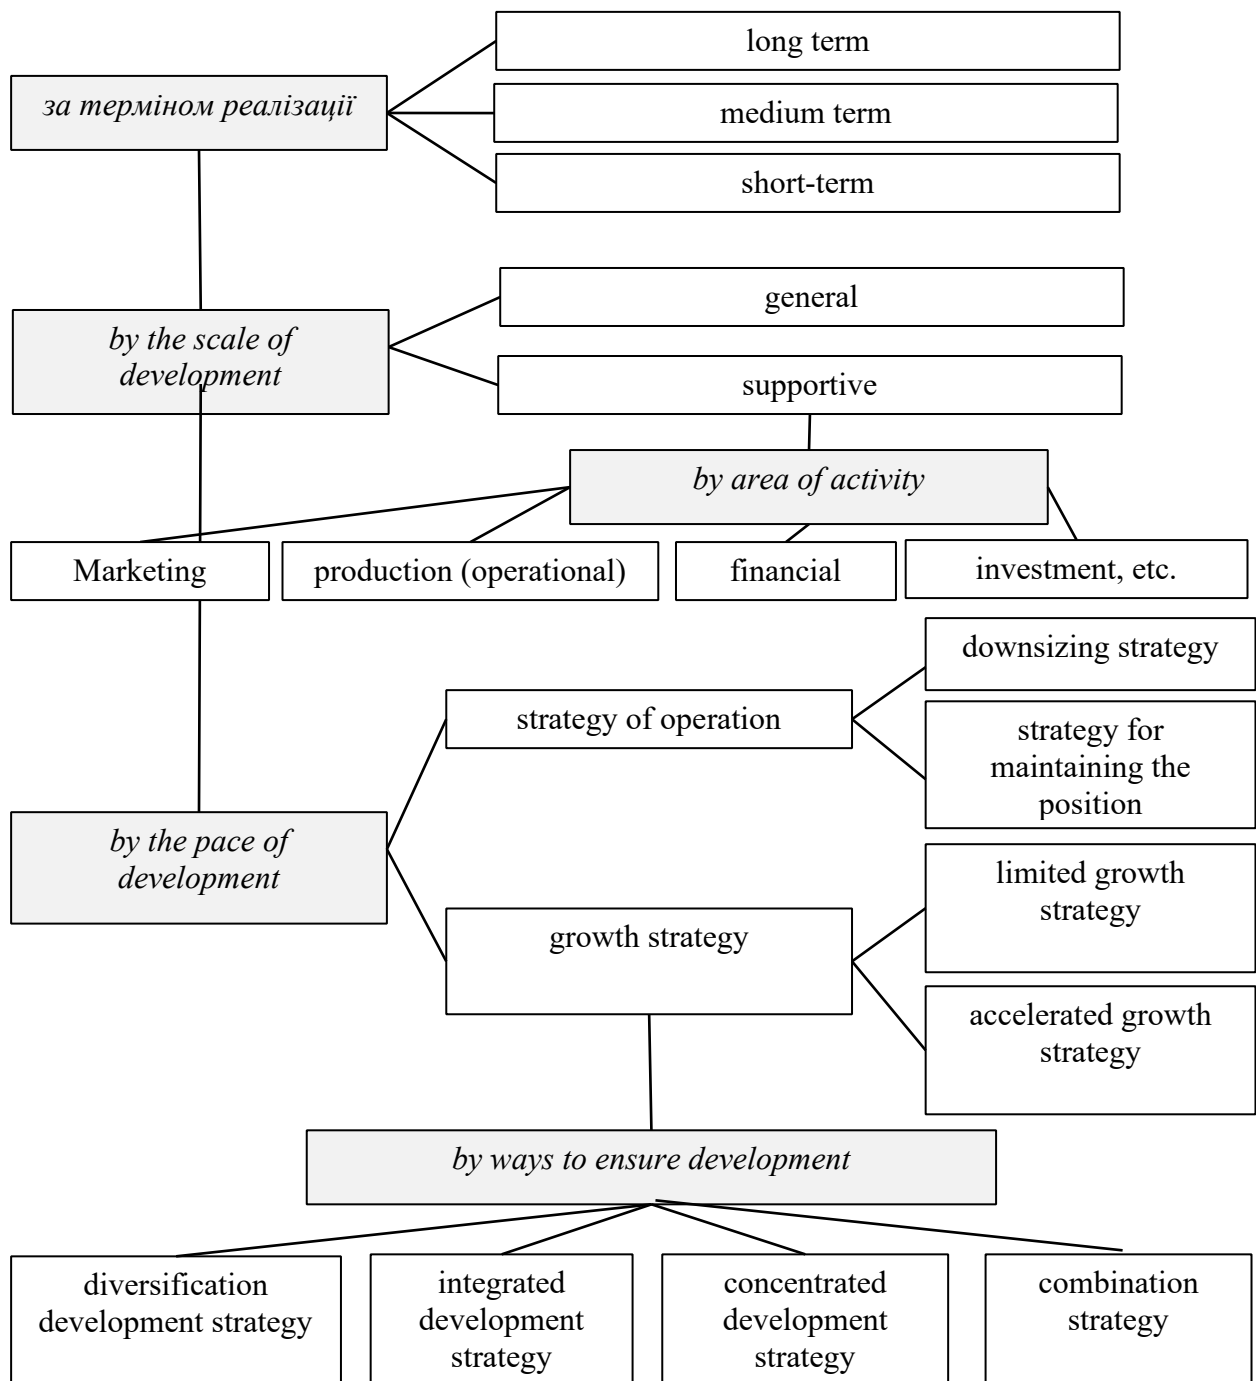 long term
за терміном реалізації
medium term
short-term
general
by the scale of
development
supportive
by area of activity
Marketing
production (operational)
financial
investment, etc.
downsizing strategy
strategy of operation
strategy for
maintaining the
position
by the pace of
development
limited growth
strategy
growth strategy
accelerated growth
strategy
by ways to ensure development
diversification
development strategy
integrated
development
strategy
concentrated
development
strategy
combination
strategy